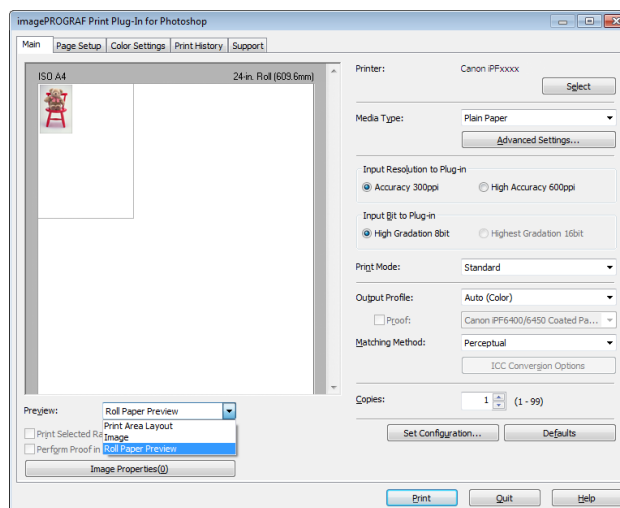 imagePROGRAF Print Plug-In for Photoshop
Main
Page Setup
Color Settings
Print History
Support
ISO A4
24-in. Roll (609.6mm)
Preview:
Roll Paper Preview
Print Area Layout
Image
Roll Paper Preview
Print Selected Ra
Perform Proof in
Image Properties(O)
Printer:
Canon iPFxxxx
Select
Media Type:
Plain Paper
Advanced Settings...
Input Resolution to Plug-in
Accuracy 300ppi
High Accuracy 600ppi
Input Bit to Plug-in
High Gradation 8bit
Highest Gradation 16bit
Print Mode:
Standard
Output Profile:
Auto (Color)
Proof:
Canon iPF6400/6450 Coated Pa...
Matching Method:
Perceptual
ICC Conversion Options
Copies:
1
(1 - 99)
Set Configuration...
Defaults
Print
Quit
Help